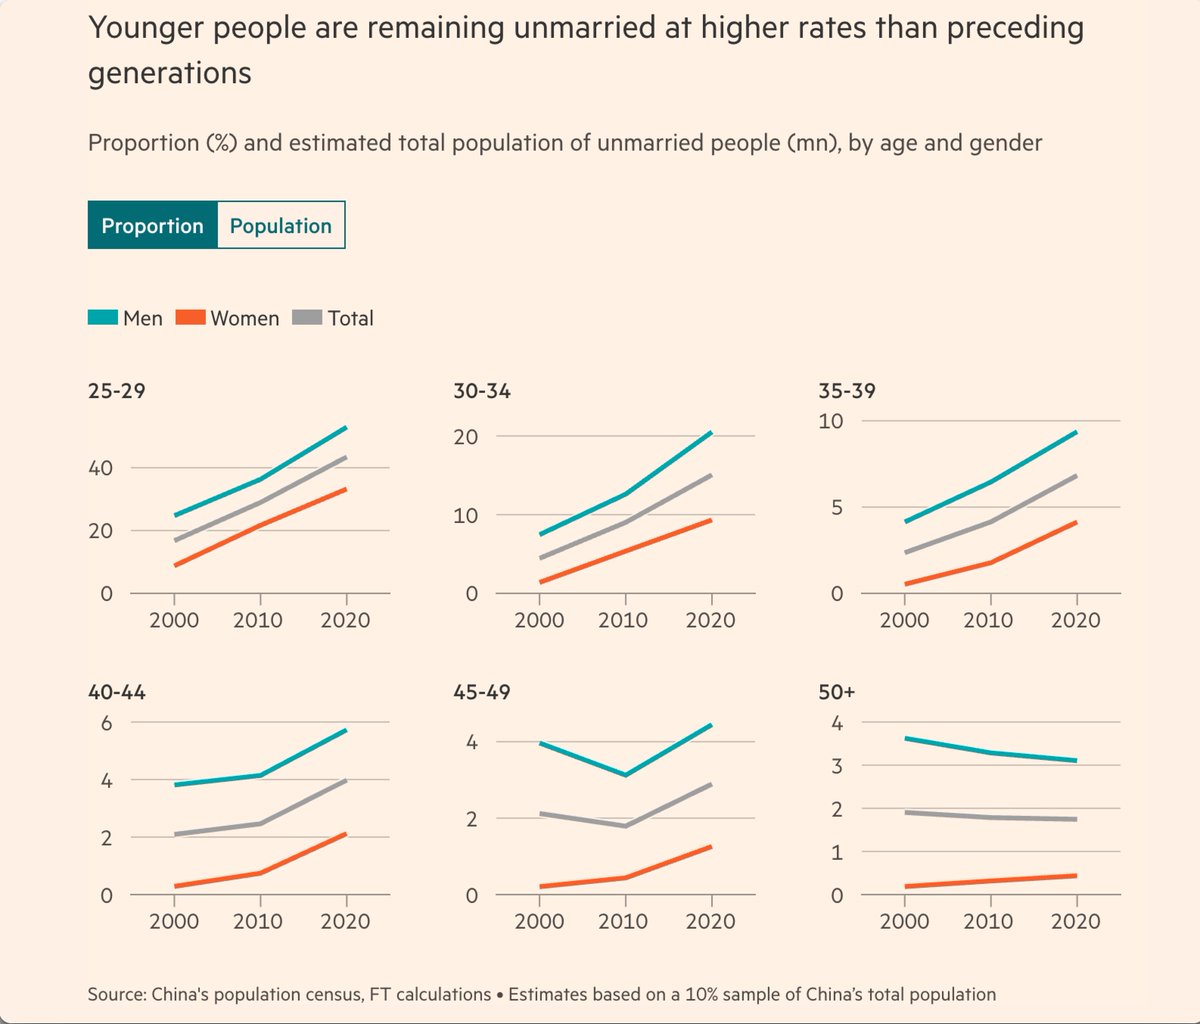 Younger people are remaining unmarried at higher rates than preceding
generations
Proportion (%) and estimated total population of unmarried people (mn), by age and gender
Proportion Population
Men Women Total
25-29
40
20
0
2000 2010 2020
30-34
20
10
0
2000 2010 2020
35-39
10
5
0
2000 2010 2020
40-44
6
4
2
0
2000 2010 2020
45-49
4
2
0
2000 2010 2020
50+
4
3
2
1
0
2000 2010 2020
Source: China's population census, FT calculations • Estimates based on a 10% sample of China’s total population